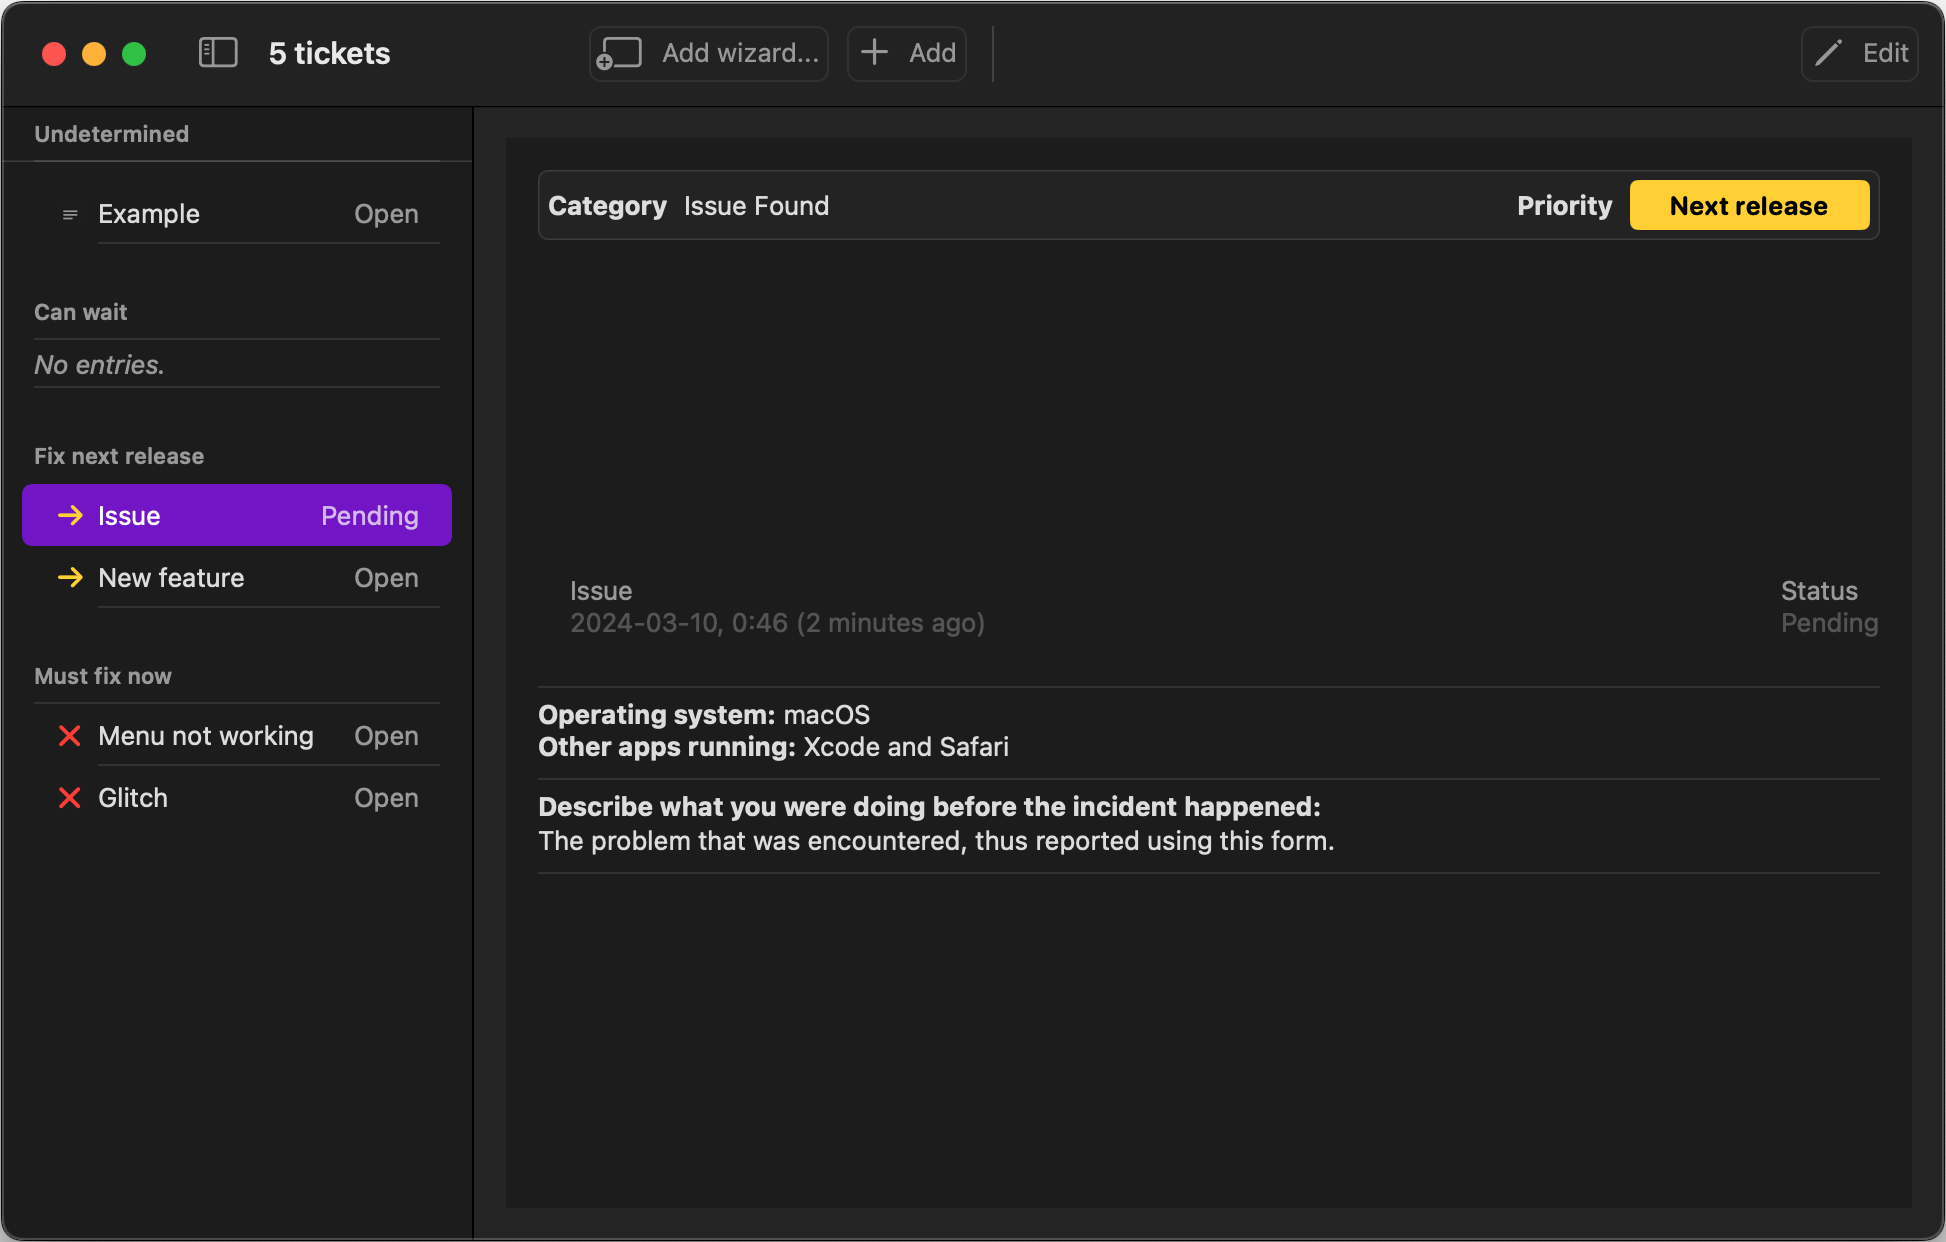 5 tickets
Add wizard...
Add
Edit
Undetermined
Example Open
Can wait
No entries.
Fix next release
Issue Pending
New feature Open
Must fix now
Menu not working Open
Glitch Open
Category Issue Found Priority Next release
Issue Status
2024-03-10, 0:46 (2 minutes ago) Pending
Operating system: macOS
Other apps running: Xcode and Safari
Describe what you were doing before the incident happened:
The problem that was encountered, thus reported using this form.